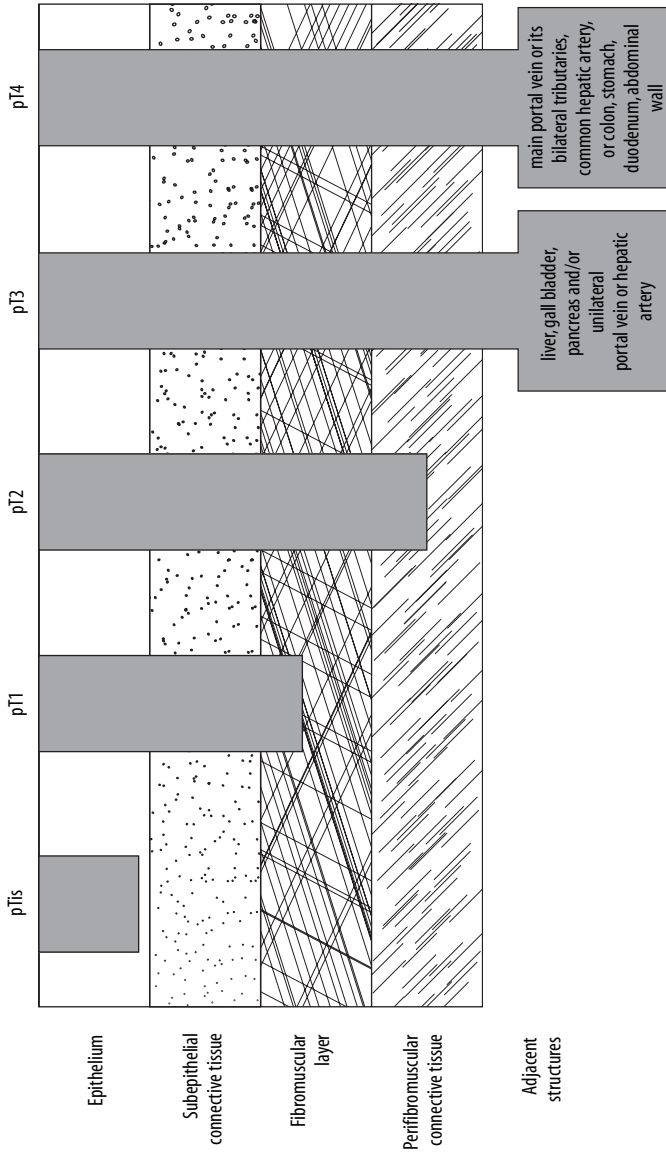 pTis
pT1
pT2
pT3
pT4
Epithelium
Subepithelial
connective tissue
Fibromuscular
layer
Perifibromuscular
connective tissue
Adjacent
structures
liver, gall bladder,
pancreas and/or
unilateral
portal vein or hepatic
artery
main portal vein or its
bilateral tributaries,
common hepatic artery,
or colon, stomach,
duodenum, abdominal
wall